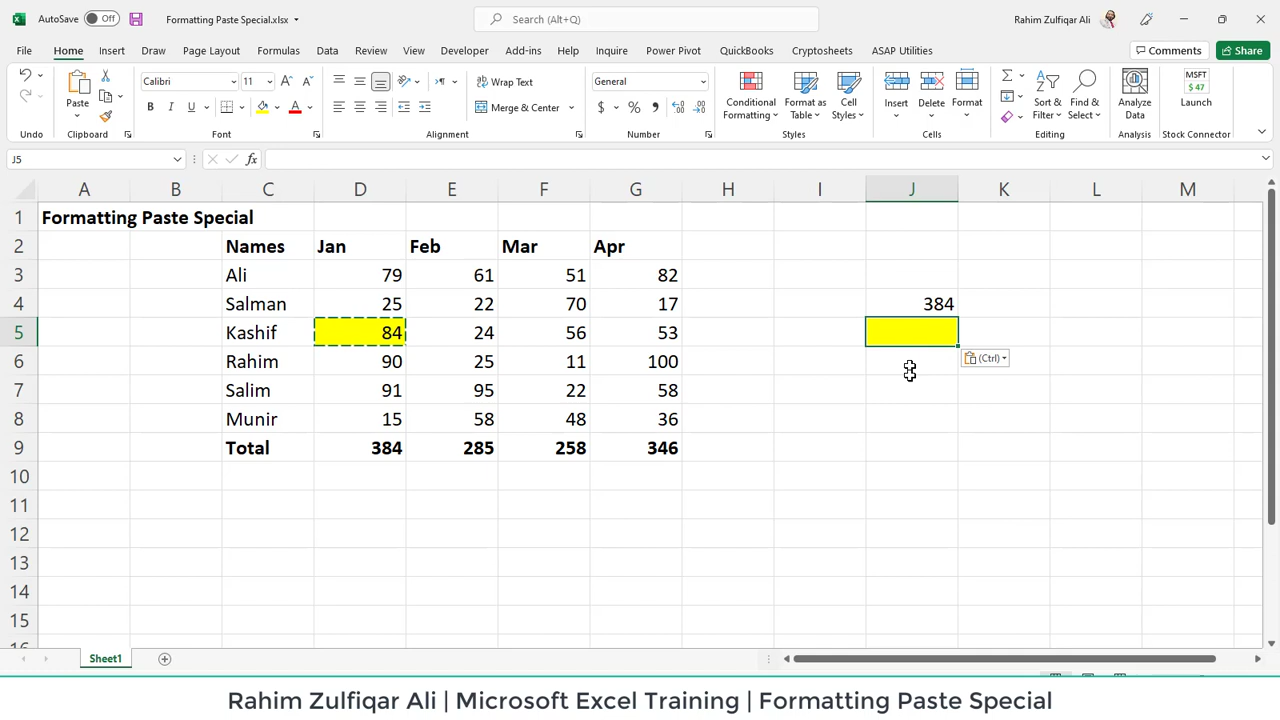 AutoSave Off Formatting Paste Special.xlsx Search (Alt+Q) Rahim Zulfiqar Ali
File Home Insert Draw Page Layout Formulas Data Review View Developer Add-ins Help Inquire Power Pivot QuickBooks Cryptosheets ASAP Utilities Comments Share
Calibri 11 Wrap Text General MSFT
$ 47
Paste B I U Merge & Center $ % Conditional Formatting Format as Table Cell Styles Insert Delete Format Sort & Filter Find & Select Analyze Data Launch
Undo Clipboard Font Alignment Number Styles Cells Editing Analysis Stock Connector
J5 fx
A B C D E F G H I J K L M
1 Formatting Paste Special
2 Names Jan Feb Mar Apr
3 Ali 79 61 51 82
4 Salman 25 22 70 17 384
5 Kashif 84 24 56 53
6 Rahim 90 25 11 100 (Ctrl)
7 Salim 91 95 22 58
8 Munir 15 58 48 36
9 Total 384 285 258 346
10
11
12
13
14
15
Sheet1
Rahim Zulfiqar Ali | Microsoft Excel Training | Formatting Paste Special